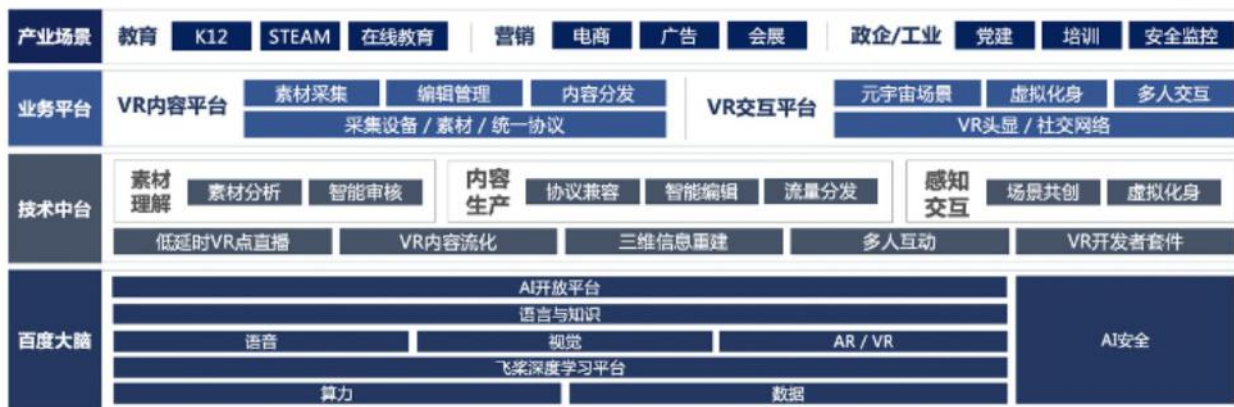 产业场景 教育 K12 STEAM 在线教育 营销 电商 广告 会展 政企/工业 党建 培训 安全监控
业务平台
VR内容平台
素材采集 编辑管理 内容分发
采集设备 / 素材 / 统一协议
VR交互平台
元宇宙场景 虚拟化身 多人交互
VR头显 / 社交网络
技术中台
素材
理解
素材分析 智能审核
内容
生产
协议兼容 智能编辑 流量分发
感知
交互
场景共创 虚拟化身
低延时VR点直播 VR内容流化 三维信息重建 多人互动 VR开发者套件
百度大脑
AI开放平台
语言与知识
语音 视觉 AR / VR
飞桨深度学习平台
算力 数据
AI安全